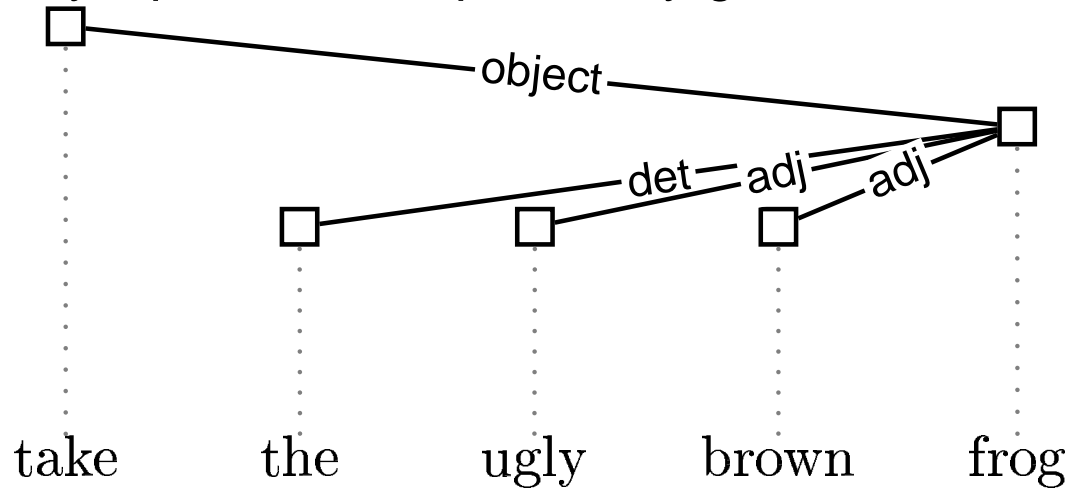 object
det adj adj
take the ugly brown frog